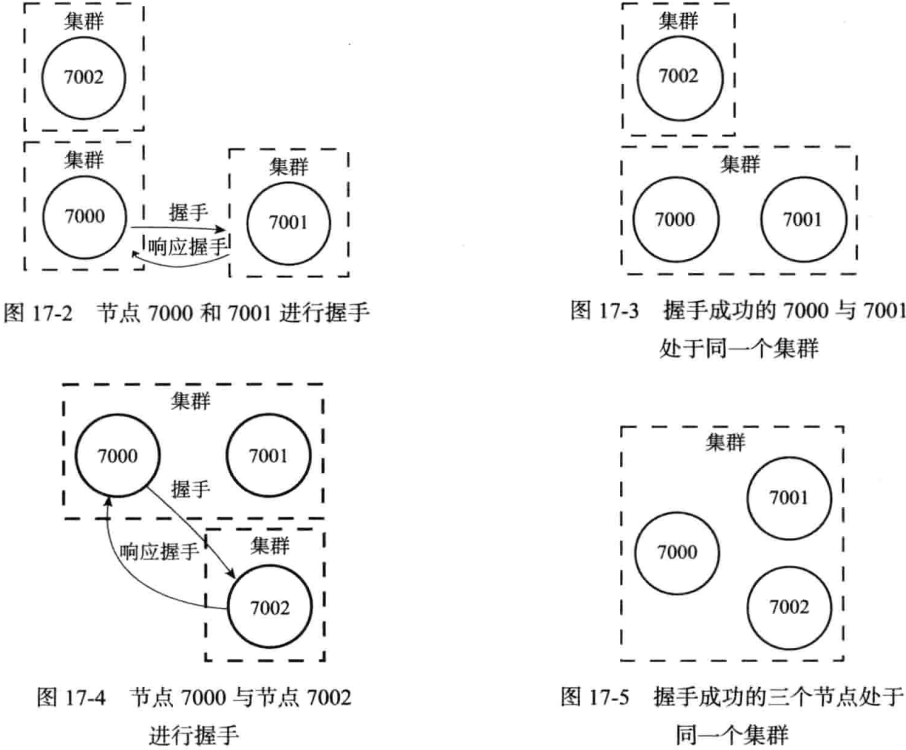 集群
7002
集群
7000
握手
响应握手
集群
7001
图 17-2 节点 7000 和 7001 进行握手
集群
7002
集群
7000
7001
图 17-3 握手成功的 7000 与 7001
处于同一个集群
集群
7000
7001
握手
响应握手
集群
7002
图 17-4 节点 7000 与节点 7002
进行握手
集群
7001
7000
7002
图 17-5 握手成功的三个节点处于
同一个集群